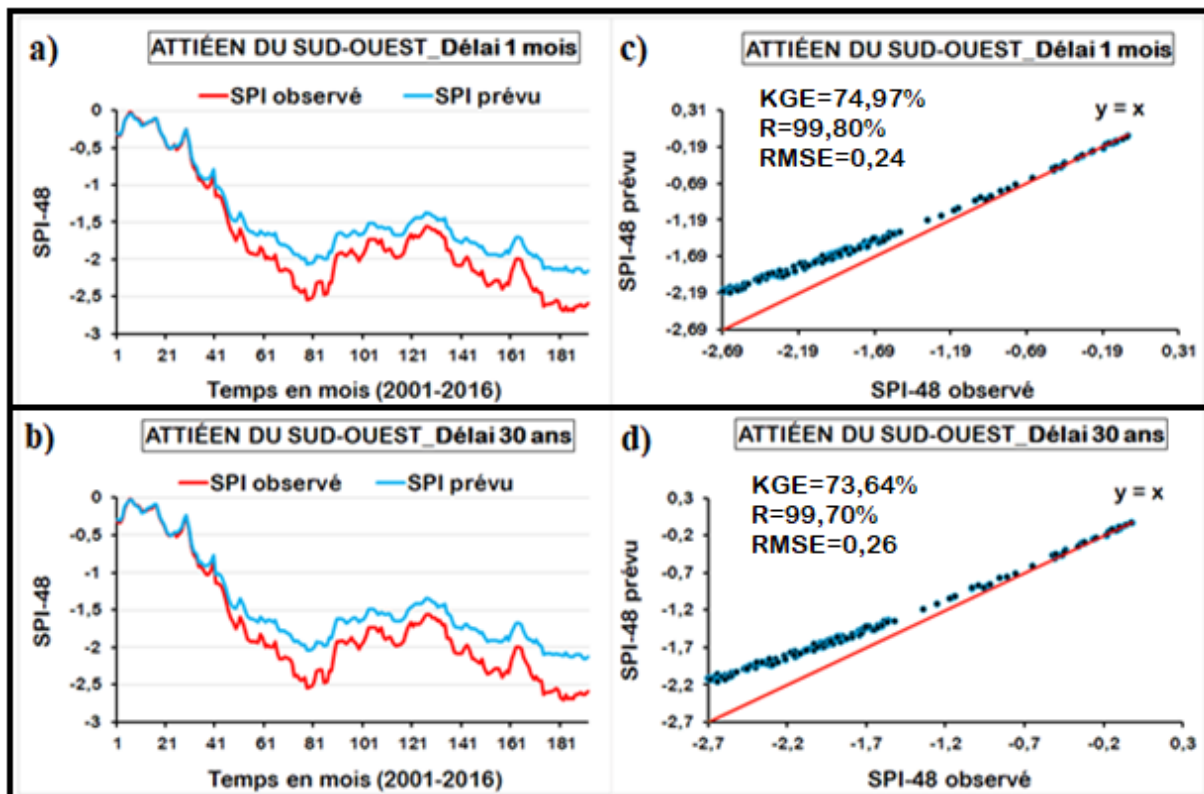 a)
ATTIÉEN DU SUD-OUEST_Délai 1 mois
SPI observé
SPI prévu
SPI-48
0
-0,5
-1
-1,5
-2
-2,5
-3
1
21
41
61
81
101
121
141
161
181
Temps en mois (2001-2016)
c)
ATTIÉEN DU SUD-OUEST_Délai 1 mois
KGE=74,97%
R=99,80%
RMSE=0,24
y = x
SPI-48 prévu
0,31
-0,19
-0,69
-1,19
-1,69
-2,19
-2,69
-2,69
-2,19
-1,69
-1,19
-0,69
-0,19
0,31
SPI-48 observé
b)
ATTIÉEN DU SUD-OUEST_Délai 30 ans
SPI observé
SPI prévu
SPI-48
0
-0,5
-1
-1,5
-2
-2,5
-3
1
21
41
61
81
101
121
141
161
181
Temps en mois (2001-2016)
d)
ATTIÉEN DU SUD-OUEST_Délai 30 ans
KGE=73,64%
R=99,70%
RMSE=0,26
y = x
SPI-48 prévu
0,3
-0,2
-0,7
-1,2
-1,7
-2,2
-2,7
-2,7
-2,2
-1,7
-1,2
-0,7
-0,2
0,3
SPI-48 observé